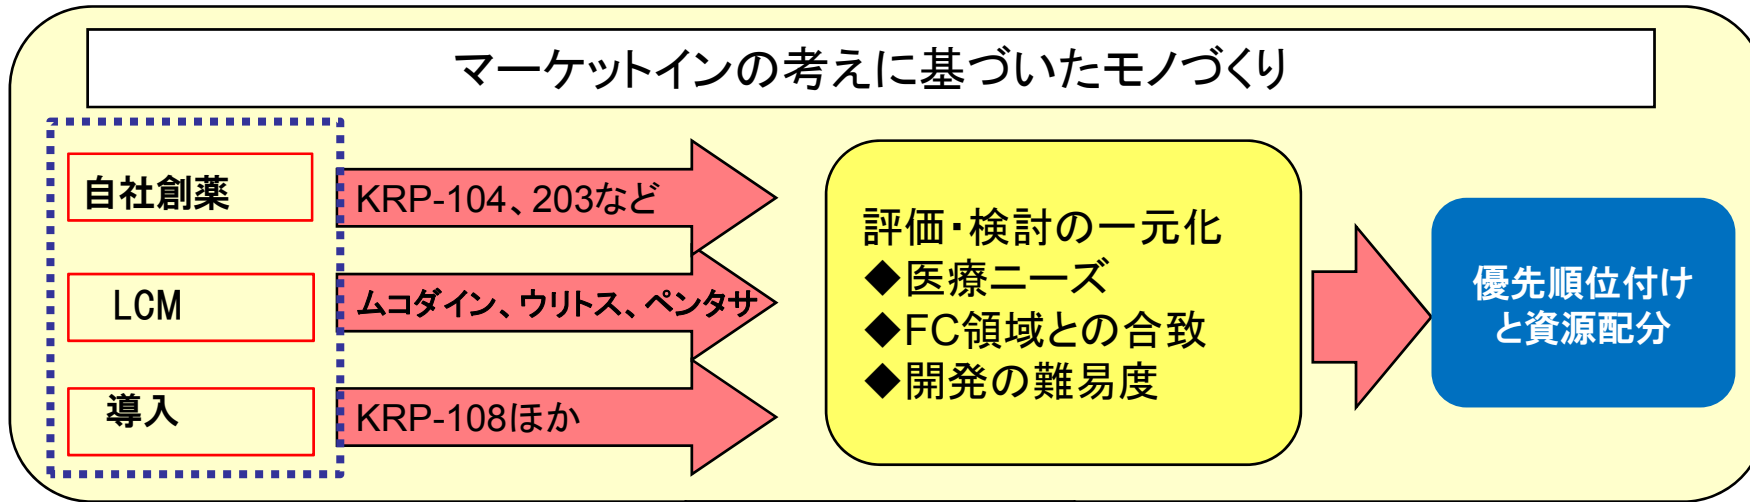 マーケットインの考えに基づいたモノづくり
自社創薬
KRP-104、203など
LCM
ムコダイン、ウリトス、ペンタサ
導入
KRP-108ほか
評価・検討の一元化
◆医療ニーズ
◆FC領域との合致
◆開発の難易度
優先順位付け
と資源配分